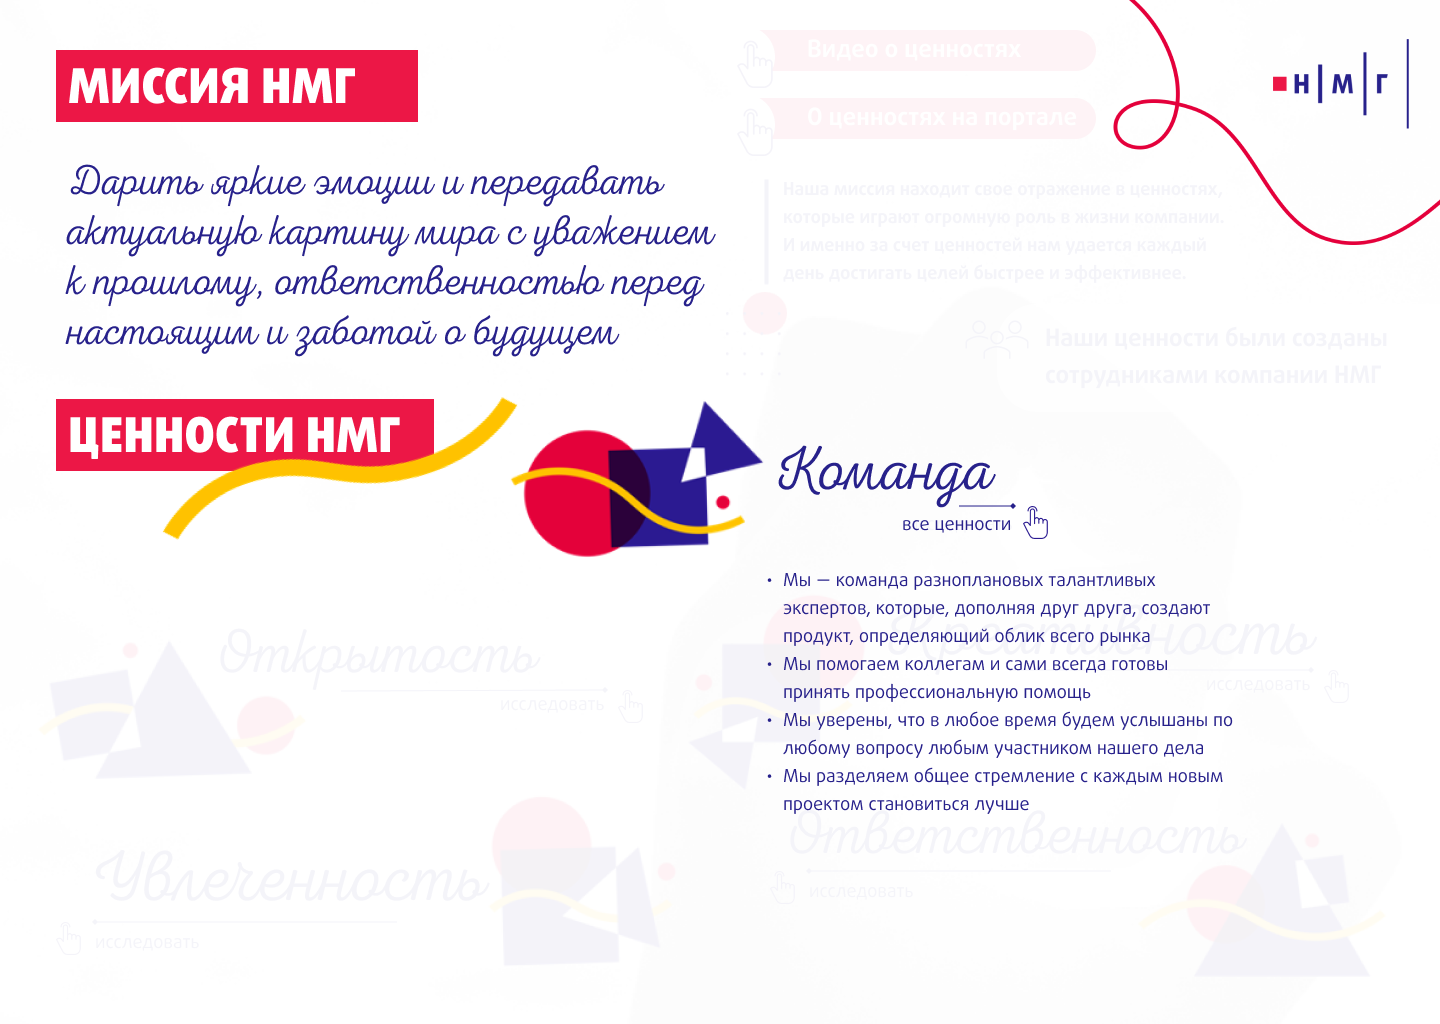 МИССИЯ НМГ
Дарить яркие эмоции и передавать
актуальную картину мира с уважением
к прошлому, ответственностью перед
настоящим и заботой о будущем
Видео о ценностях
О ценностях на портале
Н М Г
Наша миссия находит свое отражение в ценностях,
которые играют огромную роль в жизни компании.
И именно за счет ценностей нам удается каждый
день достигать целей быстрее и эффективнее.
Наши ценности были созданы
сотрудниками компании НМГ
ЦЕННОСТИ НМГ
Команда
все ценности
• Мы — команда разноплановых талантливых
экспертов, которые, дополняя друг друга, создают
продукт, определяющий облик всего рынка
• Мы помогаем коллегам и сами всегда готовы
принять профессиональную помощь
• Мы уверены, что в любое время будем услышаны по
любому вопросу любым участником нашего дела
• Мы разделяем общее стремление с каждым новым
проектом становиться лучше
Открытость
исследовать
Креативность
исследовать
Увлеченность
исследовать
Ответственность
исследовать